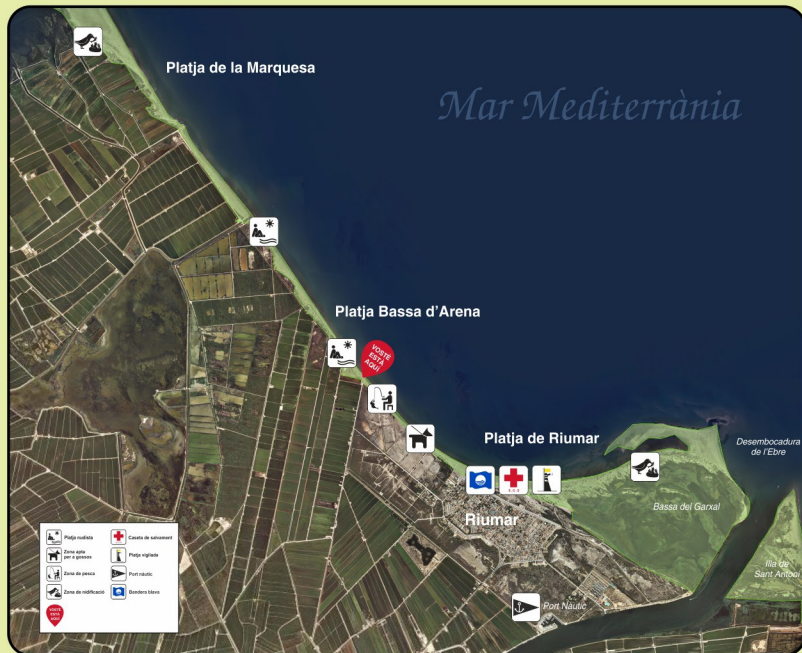 Platja de la Marquesa
Mar Mediterrània
Platja Bassa d'Arena
VOSTÈ
ESTÀ
AQUÍ
Platja de Riumar
Desembocadura
de l'Ebre
Riumar
Bassa del Garxal
Illa de
Sant Antoni
Port Nàutic
Platja nudista
Zona apta
per a gossos
Zona de pesca
Zona de nidificació
VOSTÈ
ESTÀ
AQUÍ
Caseta de salvament
Platja vigilada
Port nàutic
Bandera blava